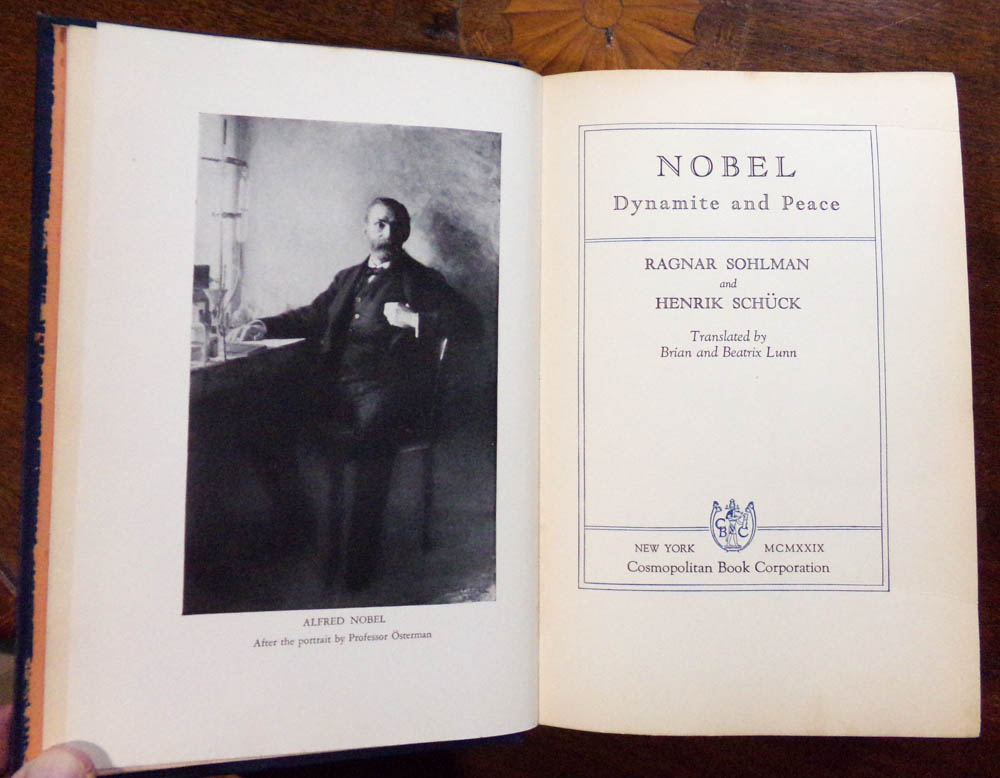 ALFRED NOBEL
After the portrait by Professor Österman
NOBEL
Dynamite and Peace
RAGNAR SOHLMAN
and
HENRIK SCHÜCK
Translated by
Brian and Beatrix Lunn
C
B C
NEW YORK MCMXXIX
Cosmopolitan Book Corporation